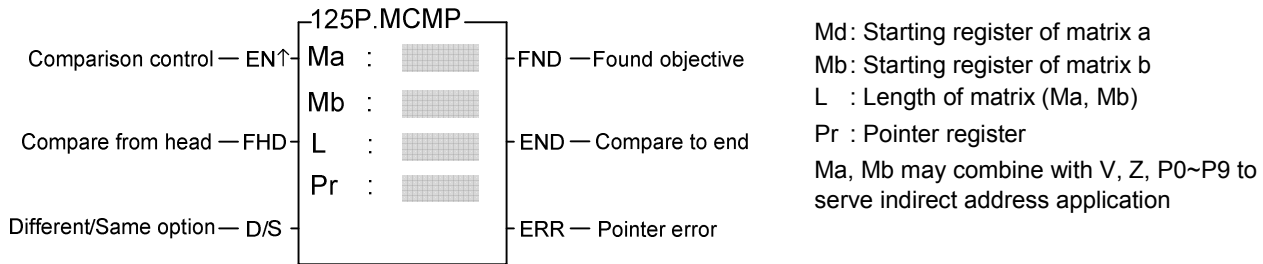 125P.MCMP
Comparison control — EN↑ Ma : FND — Found objective
Mb :
Compare from head — FHD L : END — Compare to end
Pr :
Different/Same option — D/S ERR — Pointer error
Md : Starting register of matrix a
Mb : Starting register of matrix b
L : Length of matrix (Ma, Mb)
Pr : Pointer register
Ma, Mb may combine with V, Z, P0~P9 to
serve indirect address application